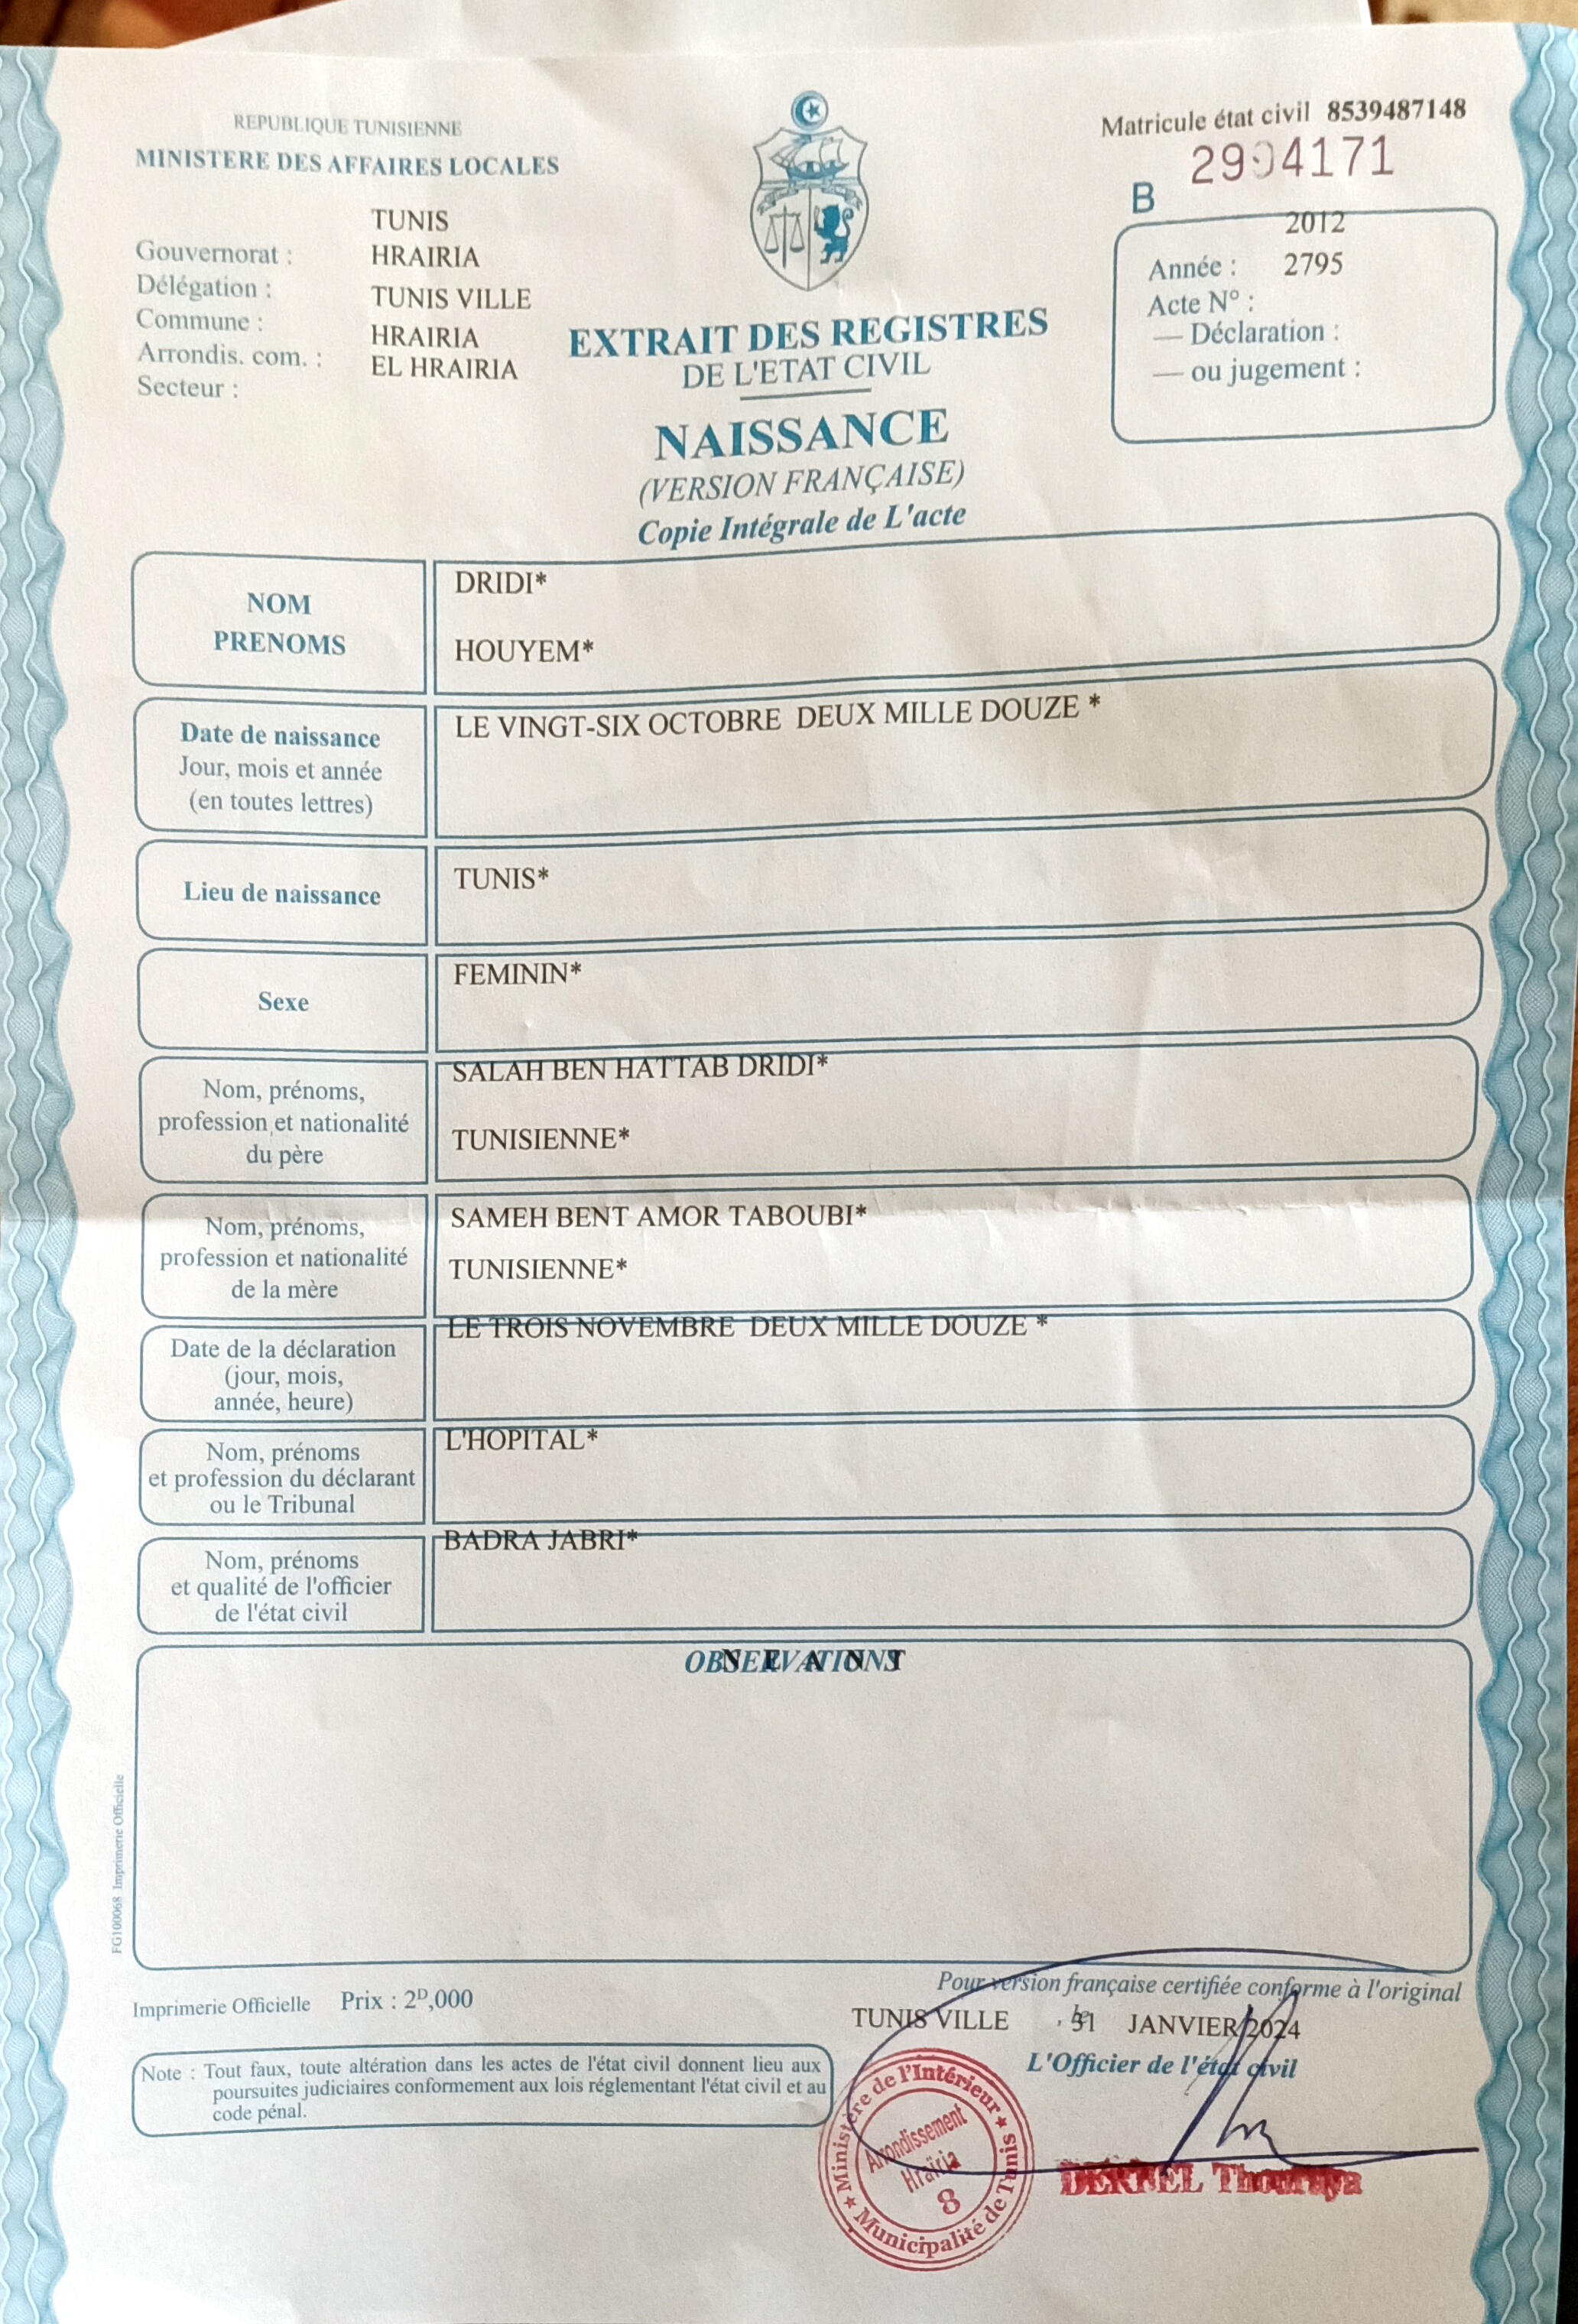 REPUBLIQUE TUNISIENNE
MINISTERE DES AFFAIRES LOCALES
TUNIS
Gouvernorat : HRAIRIA
Délégation : TUNIS VILLE
Commune : HRAIRIA
Arrondis. com. : EL HRAIRIA
Secteur :
Matricule état civil 8539487148
B 2994171
2012
Année : 2795
Acte N° :
— Déclaration :
— ou jugement :
EXTRAIT DES REGISTRES
DE L'ETAT CIVIL
NAISSANCE
(VERSION FRANÇAISE)
Copie Intégrale de L'acte
NOM
PRENOMS
DRIDI*
HOUYEM*
Date de naissance
Jour, mois et année
(en toutes lettres)
LE VINGT-SIX OCTOBRE DEUX MILLE DOUZE *
Lieu de naissance
TUNIS*
Sexe
FEMININ*
Nom, prénoms,
profession et nationalité
du père
SALAH BEN HATTAB DRIDI*
TUNISIENNE*
Nom, prénoms,
profession et nationalité
de la mère
SAMEH BENT AMOR TABOUBI*
TUNISIENNE*
Date de la déclaration
(jour, mois,
année, heure)
LE TROIS NOVEMBRE DEUX MILLE DOUZE *
Nom, prénoms
et profession du déclarant
ou le Tribunal
L'HOPITAL*
Nom, prénoms
et qualité de l'officier
de l'état civil
BADRA JABRI*
OBSERVATIONS
N E A N T
FG100068 Imprimerie Officielle
Imprimerie Officielle Prix : 2ᴰ,000
Pour version française certifiée conforme à l'original
TUNIS VILLE , le 31 JANVIER 2024
L'Officier de l'état civil
Note : Tout faux, toute altération dans les actes de l'état civil donnent lieu aux
poursuites judiciaires conformement aux lois réglementant l'état civil et au
code pénal.
Ministère de l'Intérieur
Arrondissement
Hraïria
8
Municipalité de Tunis
Thouraya